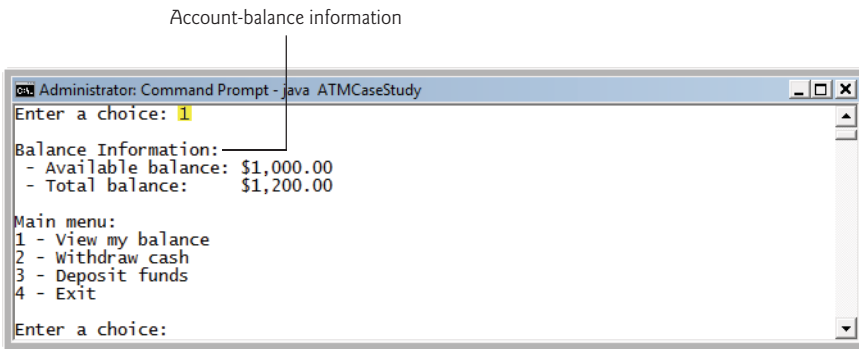 Account-balance information
Administrator: Command Prompt - java ATMCaseStudy
Enter a choice: 1
Balance Information:
- Available balance: $1,000.00
- Total balance: $1,200.00
Main menu:
1 - View my balance
2 - Withdraw cash
3 - Deposit funds
4 - Exit
Enter a choice: